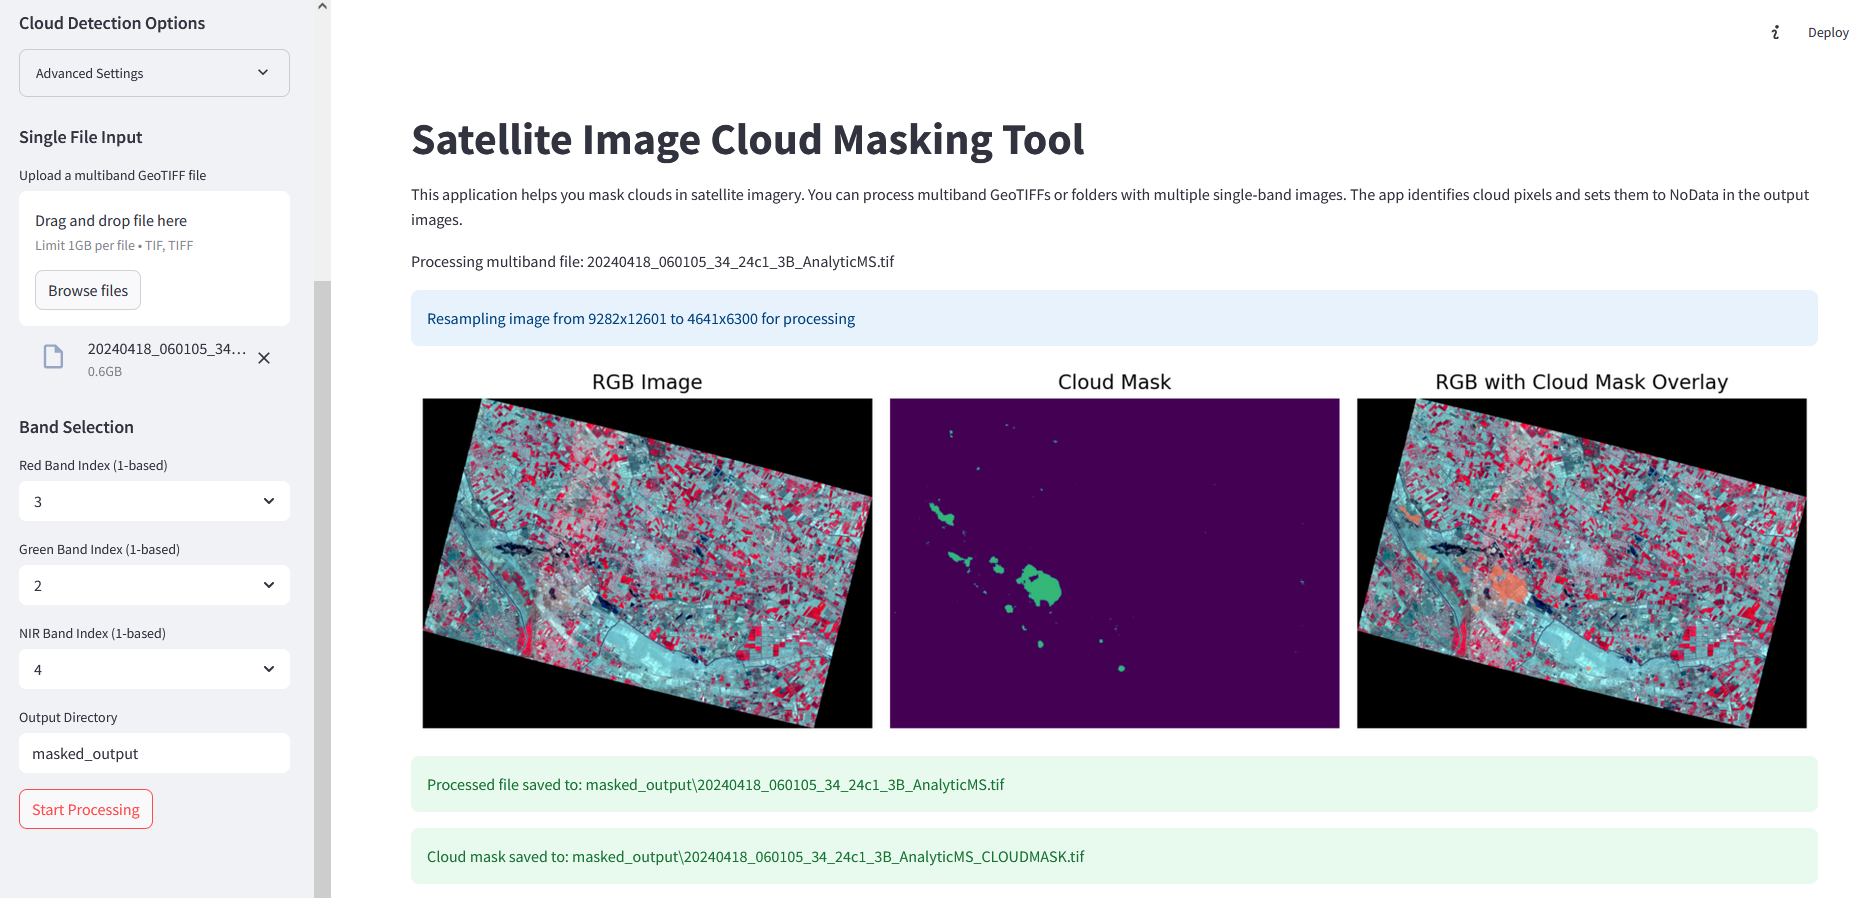 Cloud Detection Options
Advanced Settings
Single File Input
Upload a multiband GeoTIFF file
Drag and drop file here
Limit 1GB per file • TIF, TIFF
Browse files
20240418_060105_34...
0.6GB
Band Selection
Red Band Index (1-based)
3
Green Band Index (1-based)
2
NIR Band Index (1-based)
4
Output Directory
masked_output
Start Processing
Deploy
Satellite Image Cloud Masking Tool
This application helps you mask clouds in satellite imagery. You can process multiband GeoTIFFs or folders with multiple single-band images. The app identifies cloud pixels and sets them to NoData in the output
images.
Processing multiband file: 20240418_060105_34_24c1_3B_AnalyticMS.tif
Resampling image from 9282x12601 to 4641x6300 for processing
RGB Image
Cloud Mask
RGB with Cloud Mask Overlay
Processed file saved to: masked_output\20240418_060105_34_24c1_3B_AnalyticMS.tif
Cloud mask saved to: masked_output\20240418_060105_34_24c1_3B_AnalyticMS_CLOUDMASK.tif